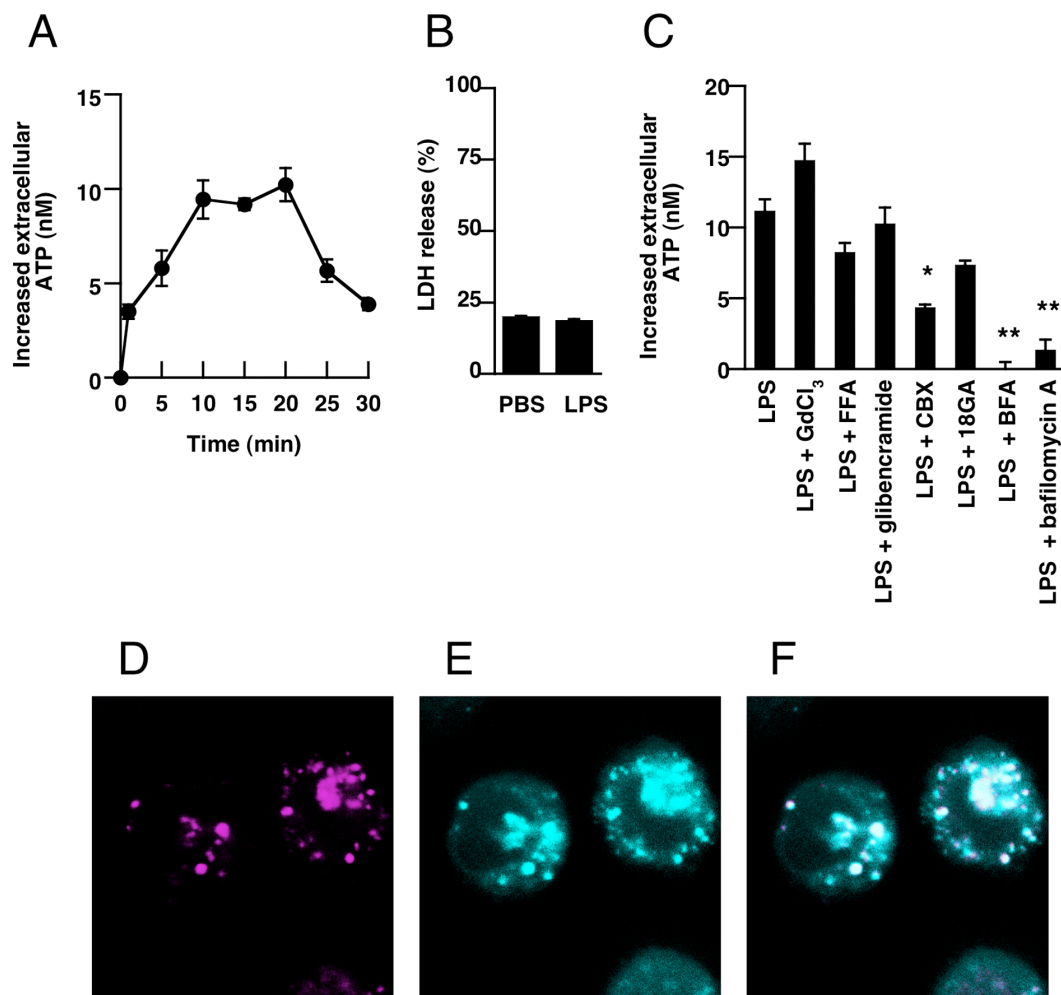 A
B
C
Increased extracellular
ATP (nM)
15
10
5
0
0 5 10 15 20 25 30
Time (min)
LDH release (%)
100
75
50
25
0
PBS LPS
Increased extracellular
ATP (nM)
20
15
10
5
0
*
**
**
LPS
LPS + GdCl3
LPS + FFA
LPS + glibencramide
LPS + CBX
LPS + 18GA
LPS + BFA
LPS + bafilomycin A
D
E
F